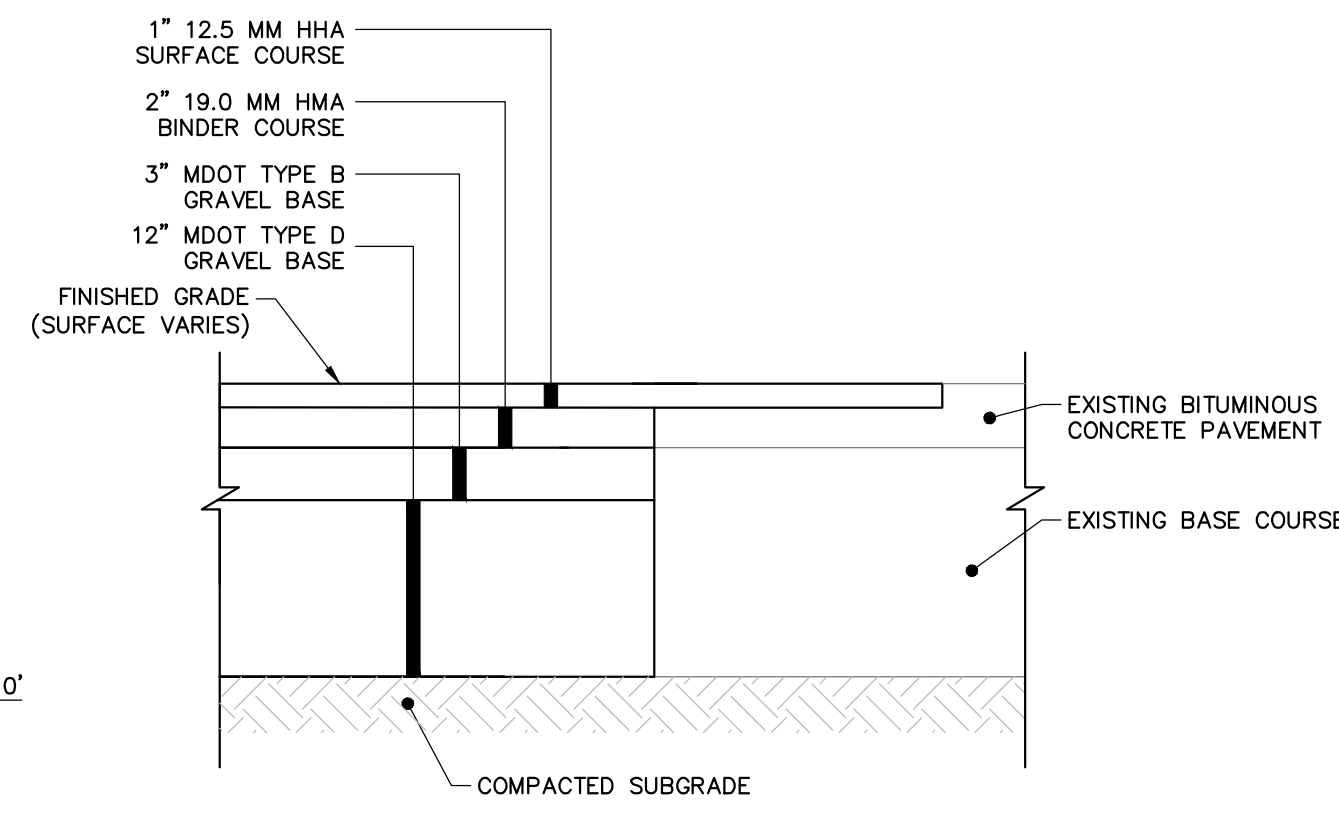 1” 12.5 MM HHA
SURFACE COURSE
2” 19.0 MM HMA
BINDER COURSE
3” MDOT TYPE B
GRAVEL BASE
12” MDOT TYPE D
GRAVEL BASE
FINISHED GRADE
(SURFACE VARIES)
EXISTING BITUMINOUS
CONCRETE PAVEMENT
EXISTING BASE COURSE
0’
COMPACTED SUBGRADE